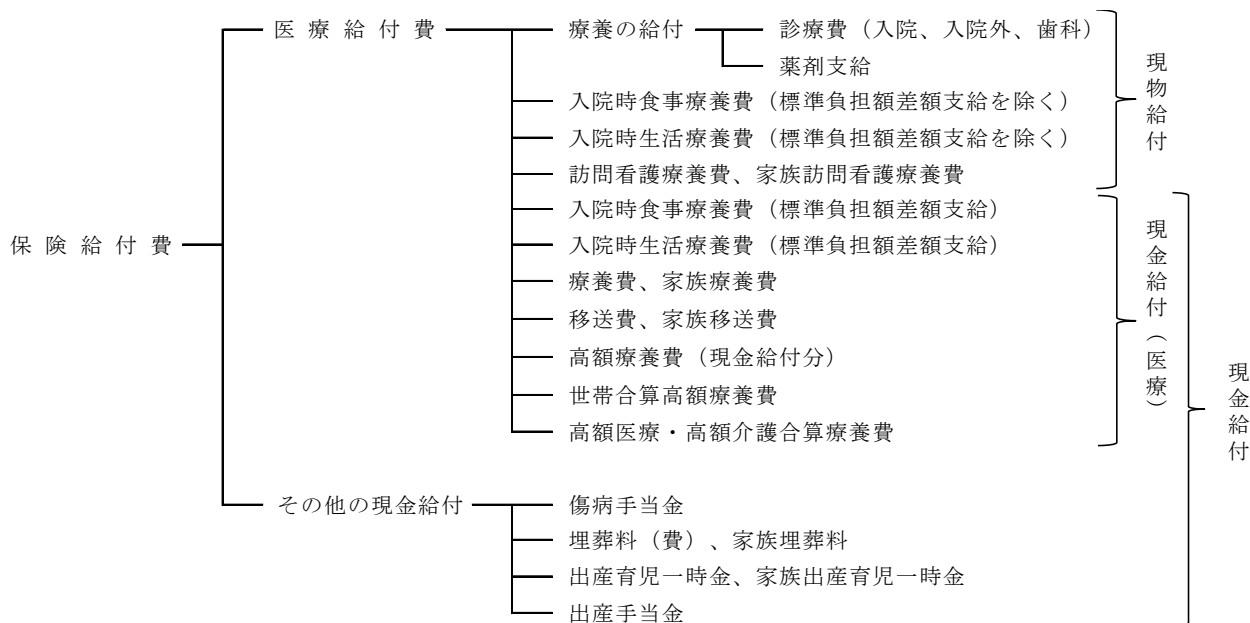 医療給付費
療養の給付
診療費（入院、入院外、歯科）
薬剤支給
入院時食事療養費（標準負担額差額支給を除く）
入院時生活療養費（標準負担額差額支給を除く）
訪問看護療養費、家族訪問看護療養費
現物給付
入院時食事療養費（標準負担額差額支給）
保険給付費
入院時生活療養費（標準負担額差額支給）
療養費、家族療養費
移送費、家族移送費
高額療養費（現金給付分）
世帯合算高額療養費
高額医療・高額介護合算療養費
現金給付（医療）
現金給付
その他の現金給付
傷病手当金
埋葬料（費）、家族埋葬料
出産育児一時金、家族出産育児一時金
出産手当金